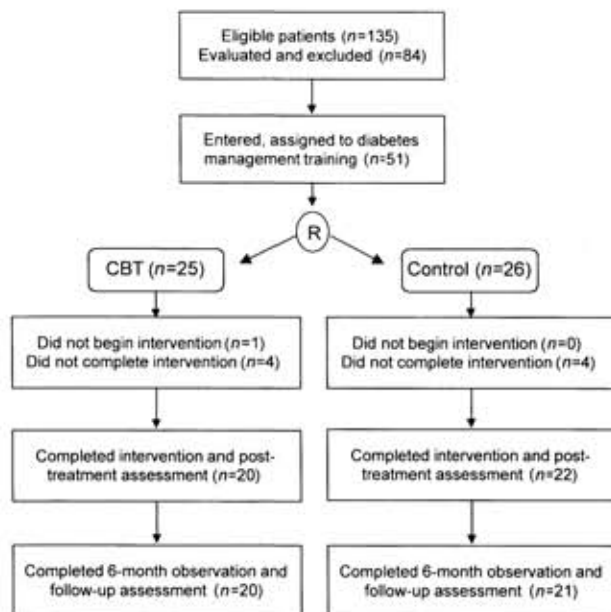 Eligible patients (n=135)
Evaluated and excluded (n=84)
Entered, assigned to diabetes
management training (n=51)
R
CBT (n=25)
Control (n=26)
Did not begin intervention (n=1)
Did not complete intervention (n=4)
Did not begin intervention (n=0)
Did not complete intervention (n=4)
Completed intervention and post-
treatment assessment (n=20)
Completed intervention and post-
treatment assessment (n=22)
Completed 6-month observation and
follow-up assessment (n=20)
Completed 6-month observation and
follow-up assessment (n=21)